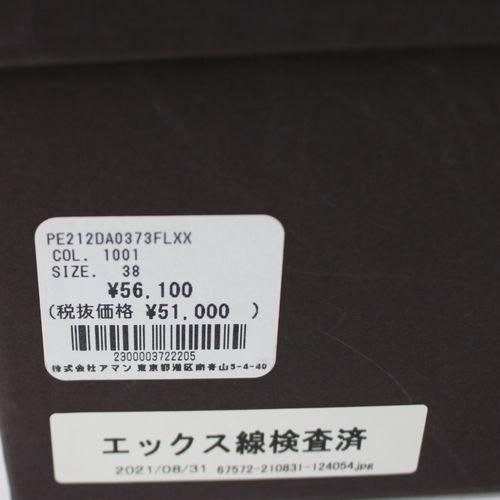 PE212DA0373FLXX
COL. 1001
SIZE. 38
¥56,100
(税抜価格 ¥51,000 )
2300003722205
株式会社アマン 東京都港区南青山5-4-40
エックス線検査済
2021/08/31 67572-210831-124054.jpg